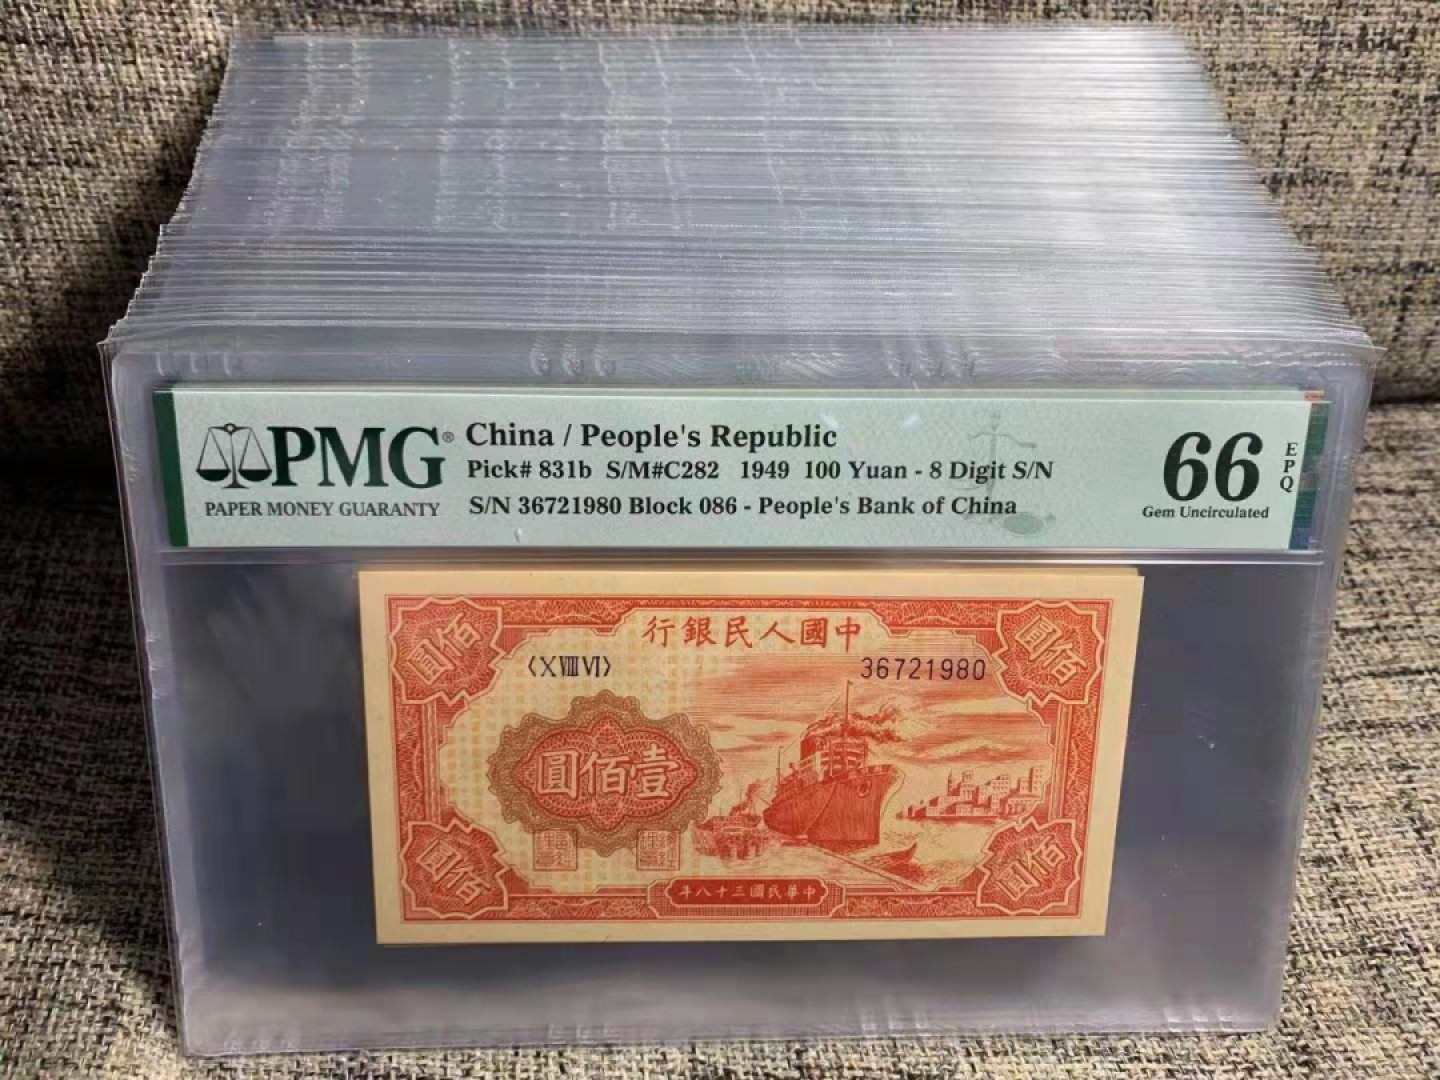 PMG®
PAPER MONEY GUARANTY
China / People's Republic
Pick# 831b S/M#C282 1949 100 Yuan - 8 Digit S/N
S/N 36721980 Block 086 - People's Bank of China
66
EPQ
Gem Uncirculated
行銀民人國中
〈X VIII VI〉
36721980
圓佰
圓佰
圓佰壹
圓佰
圓佰
年八十三國民華中